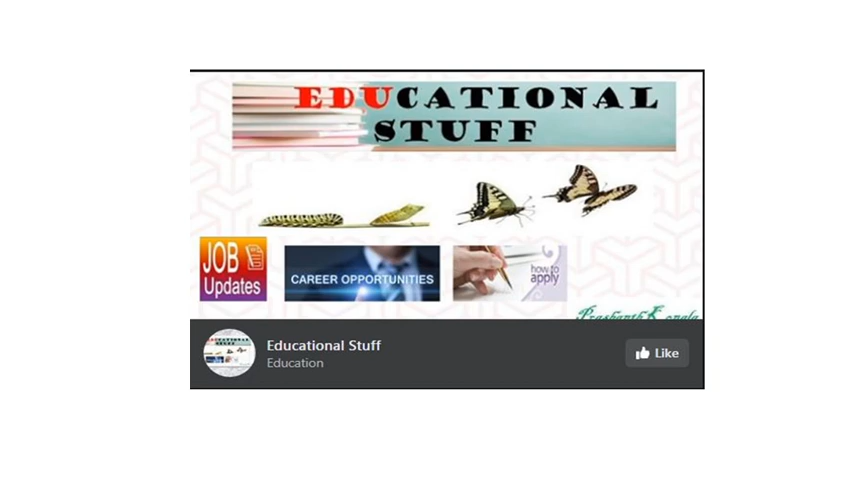 EDUCATIONAL
STUFF
JOB
Updates
CAREER OPPORTUNITIES
how to
apply
Educational Stuff
Education
Like